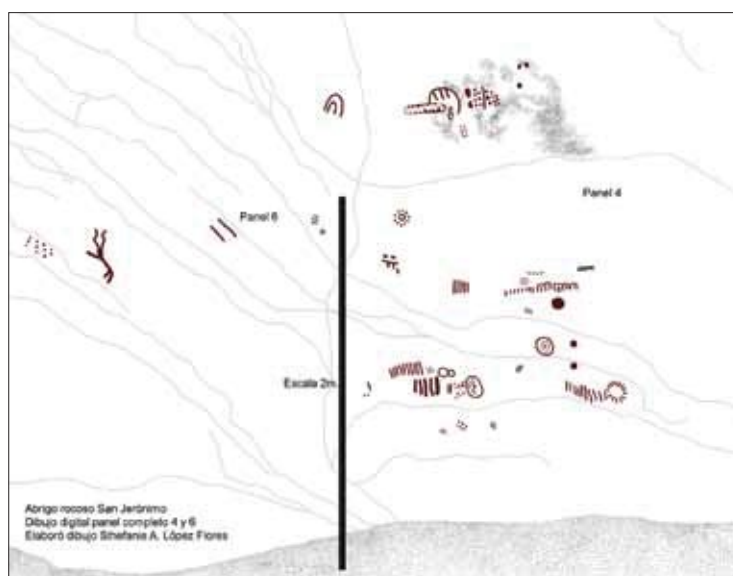 Panel 4
Panel 6
Escala 2m.
Abrigo rocoso San Jerónimo
Dibujo digital panel completo 4 y 6
Elaboró dibujo Sthefanie A. López Flores